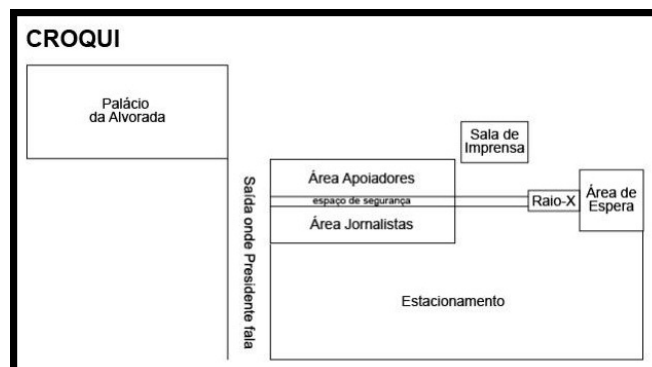 CROQUI
Palácio
da Alvorada
Sala de
Imprensa
Saída onde Presidente fala
Área Apoiadores
espaço de segurança
Área Jornalistas
Raio-X
Área de
Espera
Estacionamento